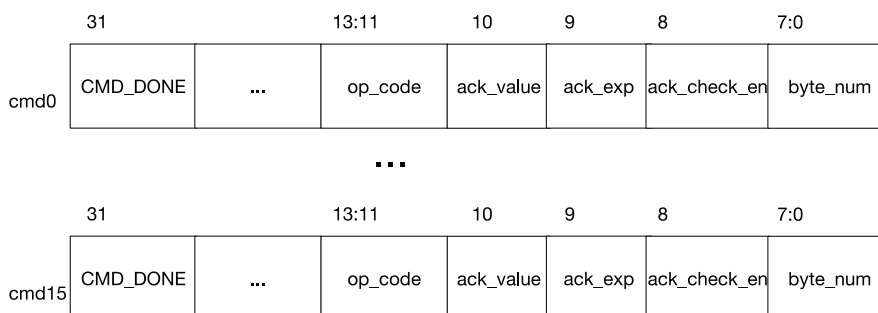 31 13:11 10 9 8 7:0
cmd0 CMD_DONE ... op_code ack_value ack_exp ack_check_en byte_num
...
31 13:11 10 9 8 7:0
cmd15 CMD_DONE ... op_code ack_value ack_exp ack_check_en byte_num